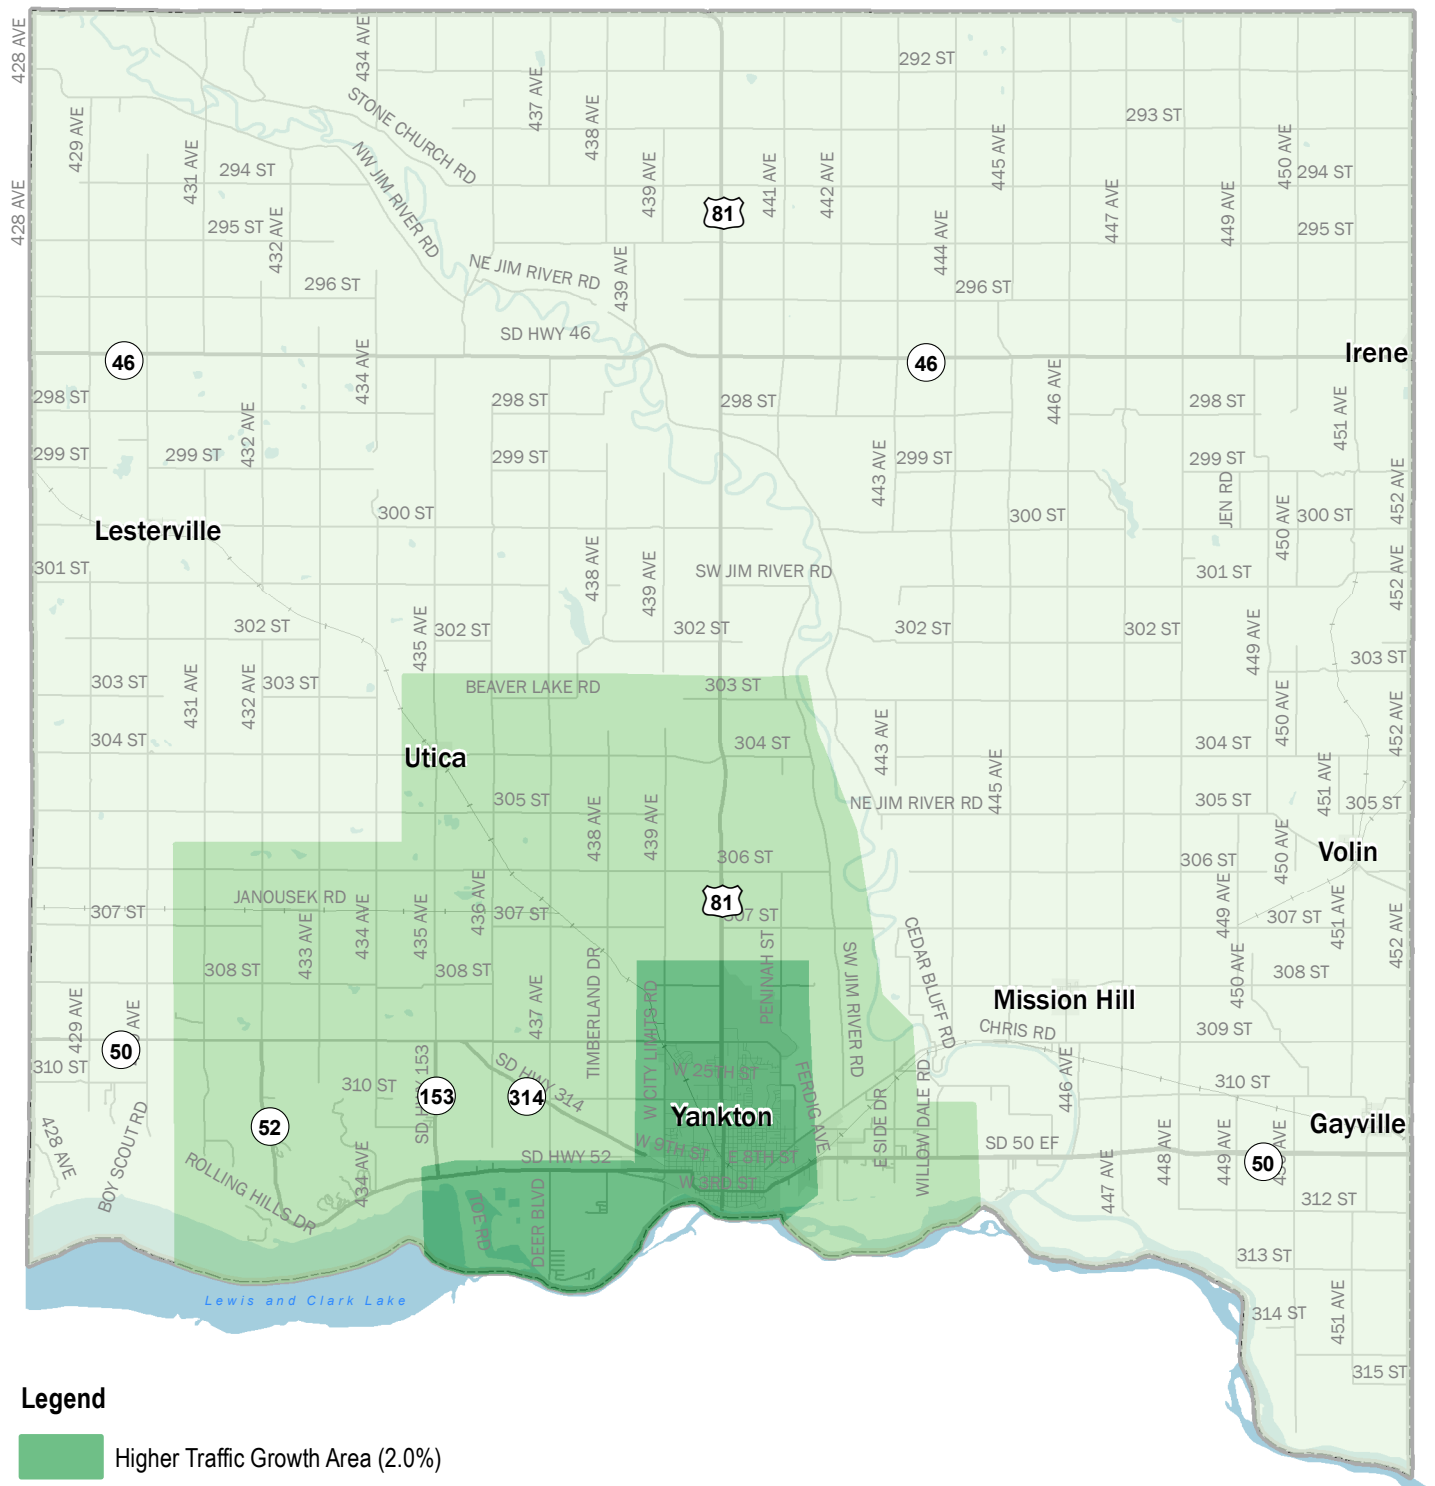 428 AVE
434 AVE
292 ST
437 AVE
438 AVE
STONE CHURCH RD
293 ST
429 AVE
431 AVE
294 ST
NW JIM RIVER RD
439 AVE
441 AVE
442 AVE
445 AVE
450 AVE
294 ST
428 AVE
295 ST
432 AVE
81
444 AVE
447 AVE
449 AVE
295 ST
296 ST
NE JIM RIVER RD
439 AVE
296 ST
SD HWY 46
46
434 AVE
46
Irene
298 ST
432 AVE
298 ST
298 ST
446 AVE
298 ST
451 AVE
299 ST
299 ST
299 ST
443 AVE
299 ST
299 ST
JEN RD
452 AVE
Lesterville
300 ST
300 ST
450 AVE
300 ST
301 ST
438 AVE
439 AVE
SW JIM RIVER RD
301 ST
452 AVE
302 ST
435 AVE
302 ST
302 ST
302 ST
302 ST
449 AVE
303 ST
303 ST
431 AVE
432 AVE
303 ST
BEAVER LAKE RD
303 ST
450 AVE
452 AVE
304 ST
Utica
304 ST
443 AVE
445 AVE
304 ST
305 ST
438 AVE
439 AVE
NE JIM RIVER RD
305 ST
451 AVE
305 ST
306 ST
306 ST
450 AVE
Volin
JANOUSEK RD
307 ST
433 AVE
434 AVE
435 AVE
436 AVE
307 ST
81
307 ST
449 AVE
307 ST
451 AVE
452 AVE
308 ST
308 ST
437 AVE
TIMBERLAND DR
W CITY LIMITS RD
PENINNAH ST
SW JIM RIVER RD
CEDAR BLUFF RD
450 AVE
308 ST
Mission Hill
429 AVE
AVE
50
CHRIS RD
309 ST
310 ST
310 ST
SD HWY 153
153
SD HWY 314
314
W 25TH ST
FERDIG AVE
446 AVE
310 ST
428 AVE
BOY SCOUT RD
52
Yankton
E SIDE DR
WILLOW DALE RD
Gayville
ROLLING HILLS DR
434 AVE
SD HWY 52
W 9TH ST
E 8TH ST
SD 50 EF
447 AVE
448 AVE
449 AVE
50
AVE
W 3RD ST
312 ST
TOE RD
DEER BLVD
313 ST
Lewis and Clark Lake
314 ST
451 AVE
315 ST
Legend
Higher Traffic Growth Area (2.0%)